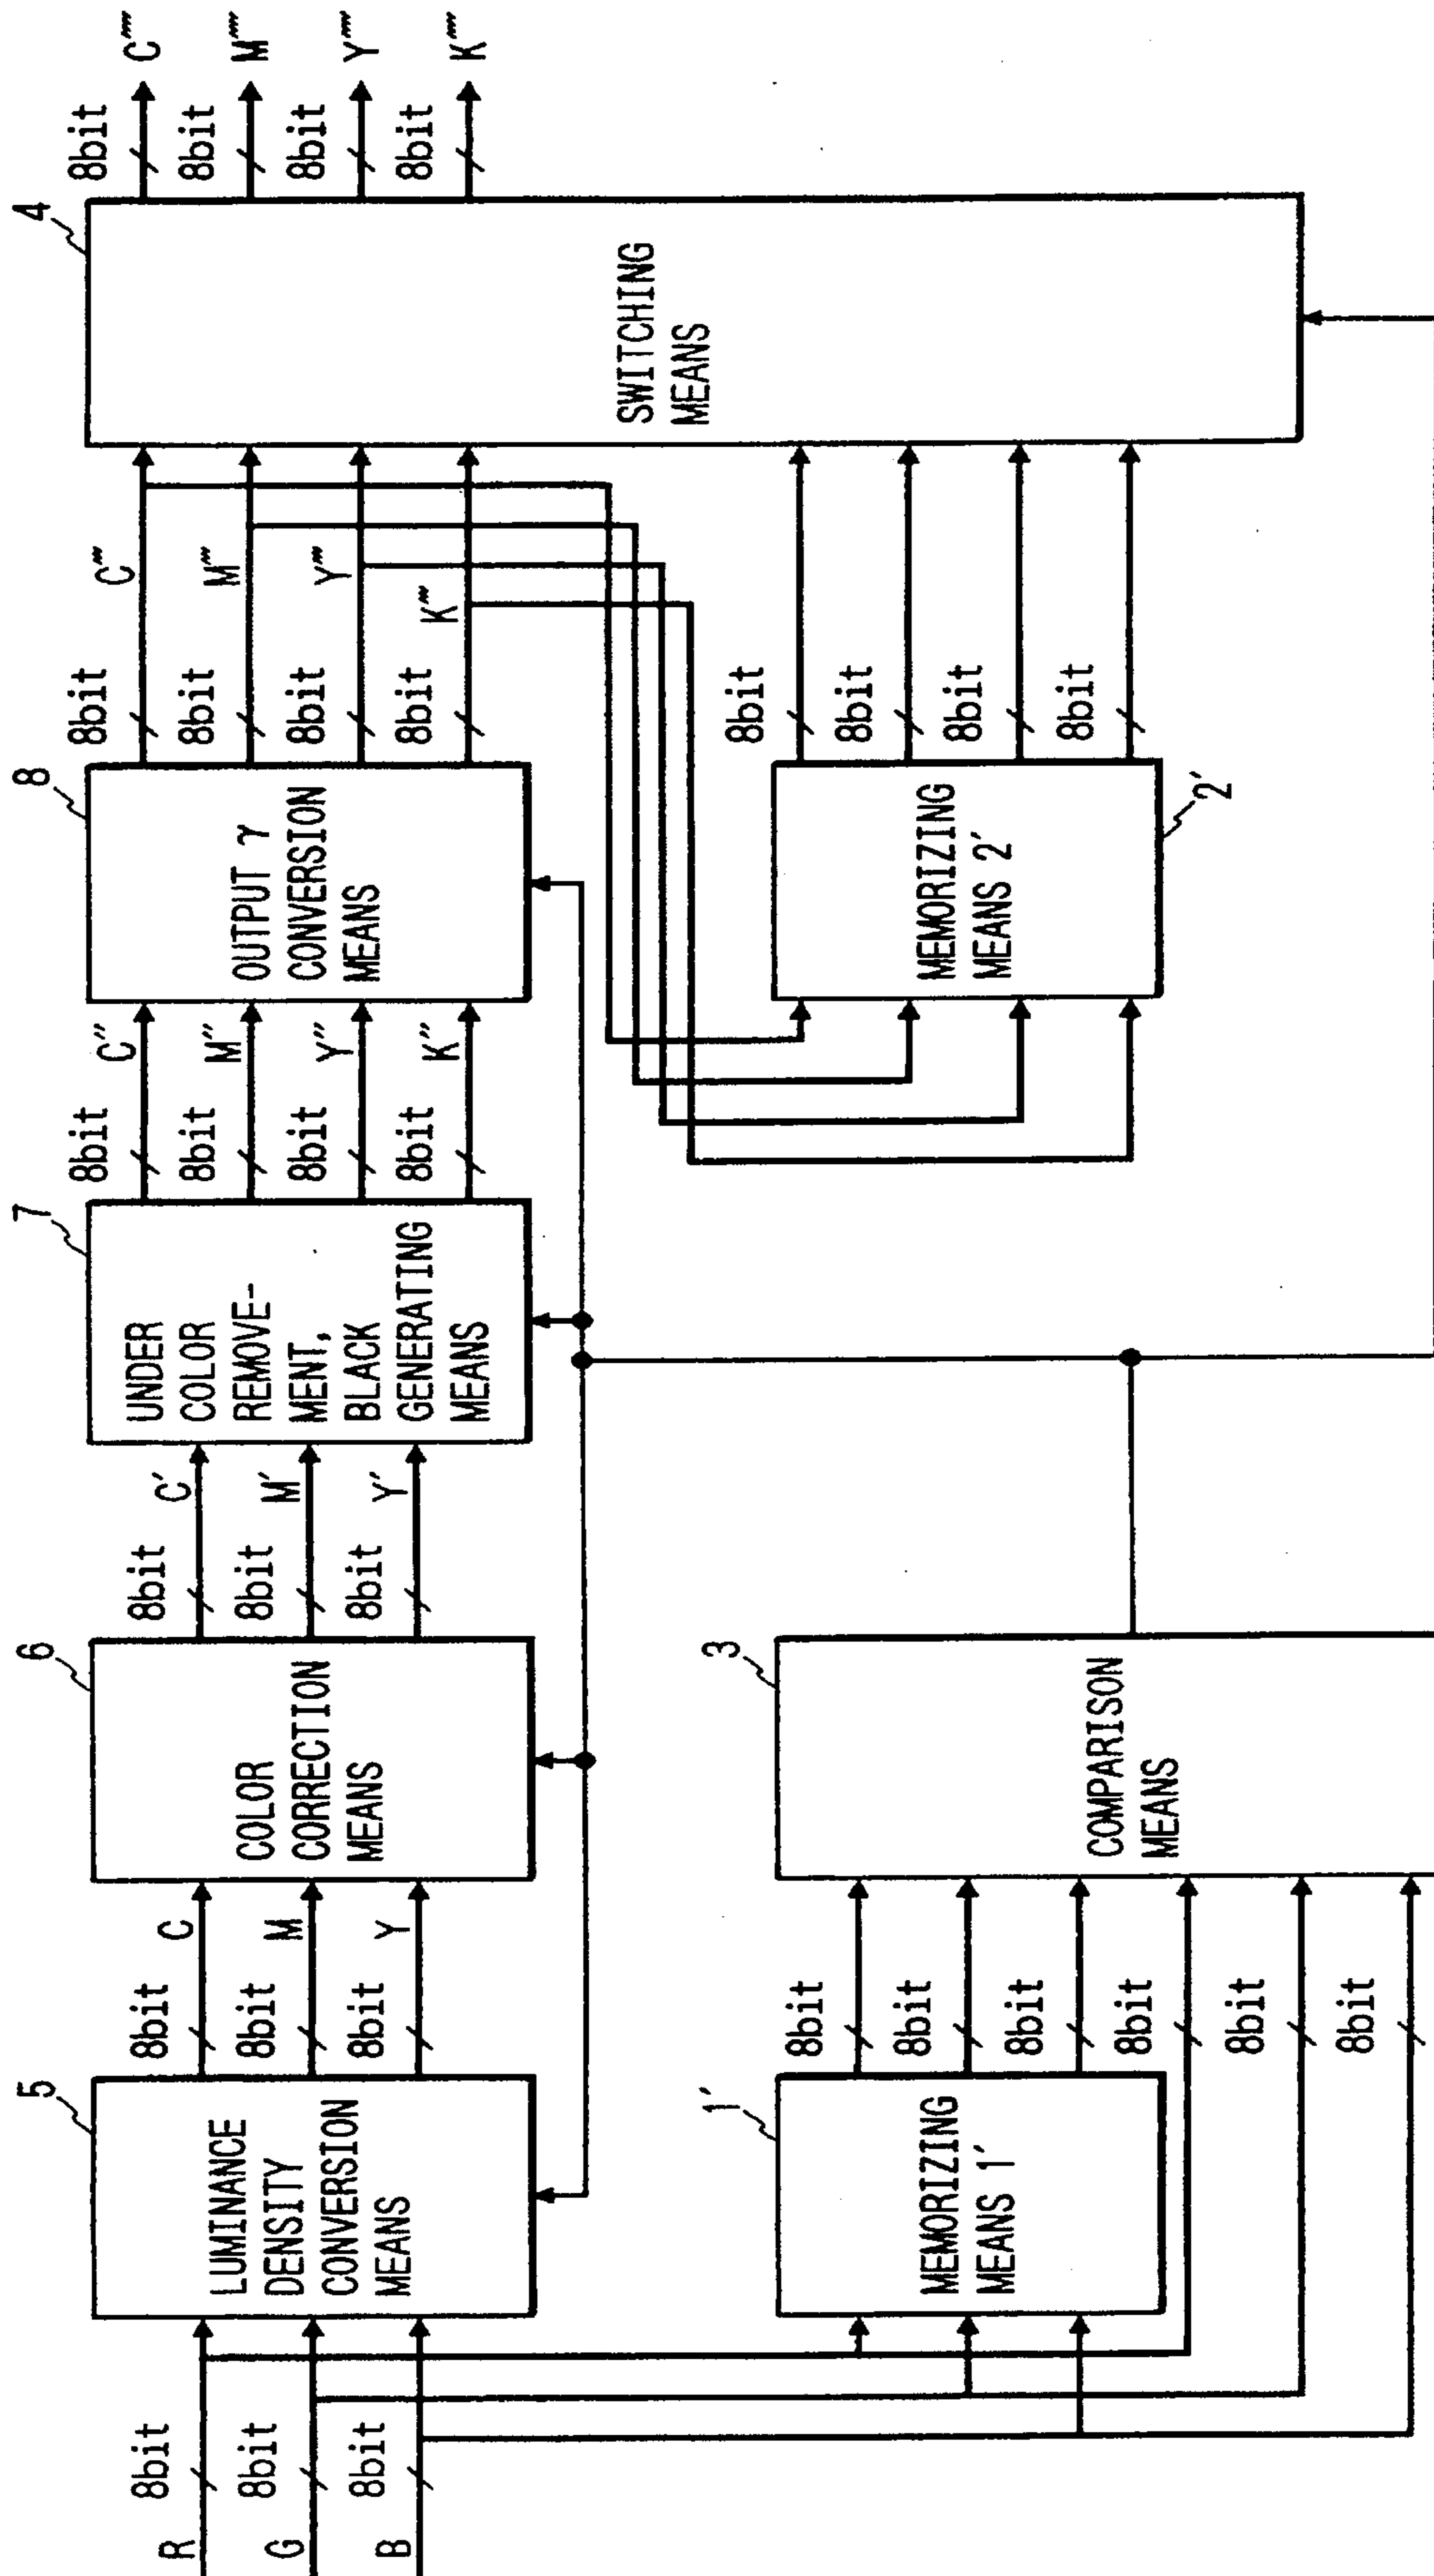 R
8bit
G
8bit
B
8bit
5
LUMINANCE
DENSITY
CONVERSION
MEANS
8bit
C
8bit
M
8bit
Y
6
COLOR
CORRECTION
MEANS
8bit
C'
8bit
M'
8bit
Y'
7
UNDER
COLOR
REMOVE-
MENT,
BLACK
GENERATING
MEANS
8bit
C''
8bit
M''
8bit
Y''
8bit
K''
8
OUTPUT γ
CONVERSION
MEANS
8bit
C'''
8bit
M'''
8bit
Y'''
8bit
K'''
4
SWITCHING
MEANS
8bit
C''''
8bit
M''''
8bit
Y''''
8bit
K''''
1'
MEMORIZING
MEANS 1'
8bit
8bit
8bit
8bit
8bit
8bit
3
COMPARISON
MEANS
MEMORIZING
MEANS 2'
2'
8bit
8bit
8bit
8bit